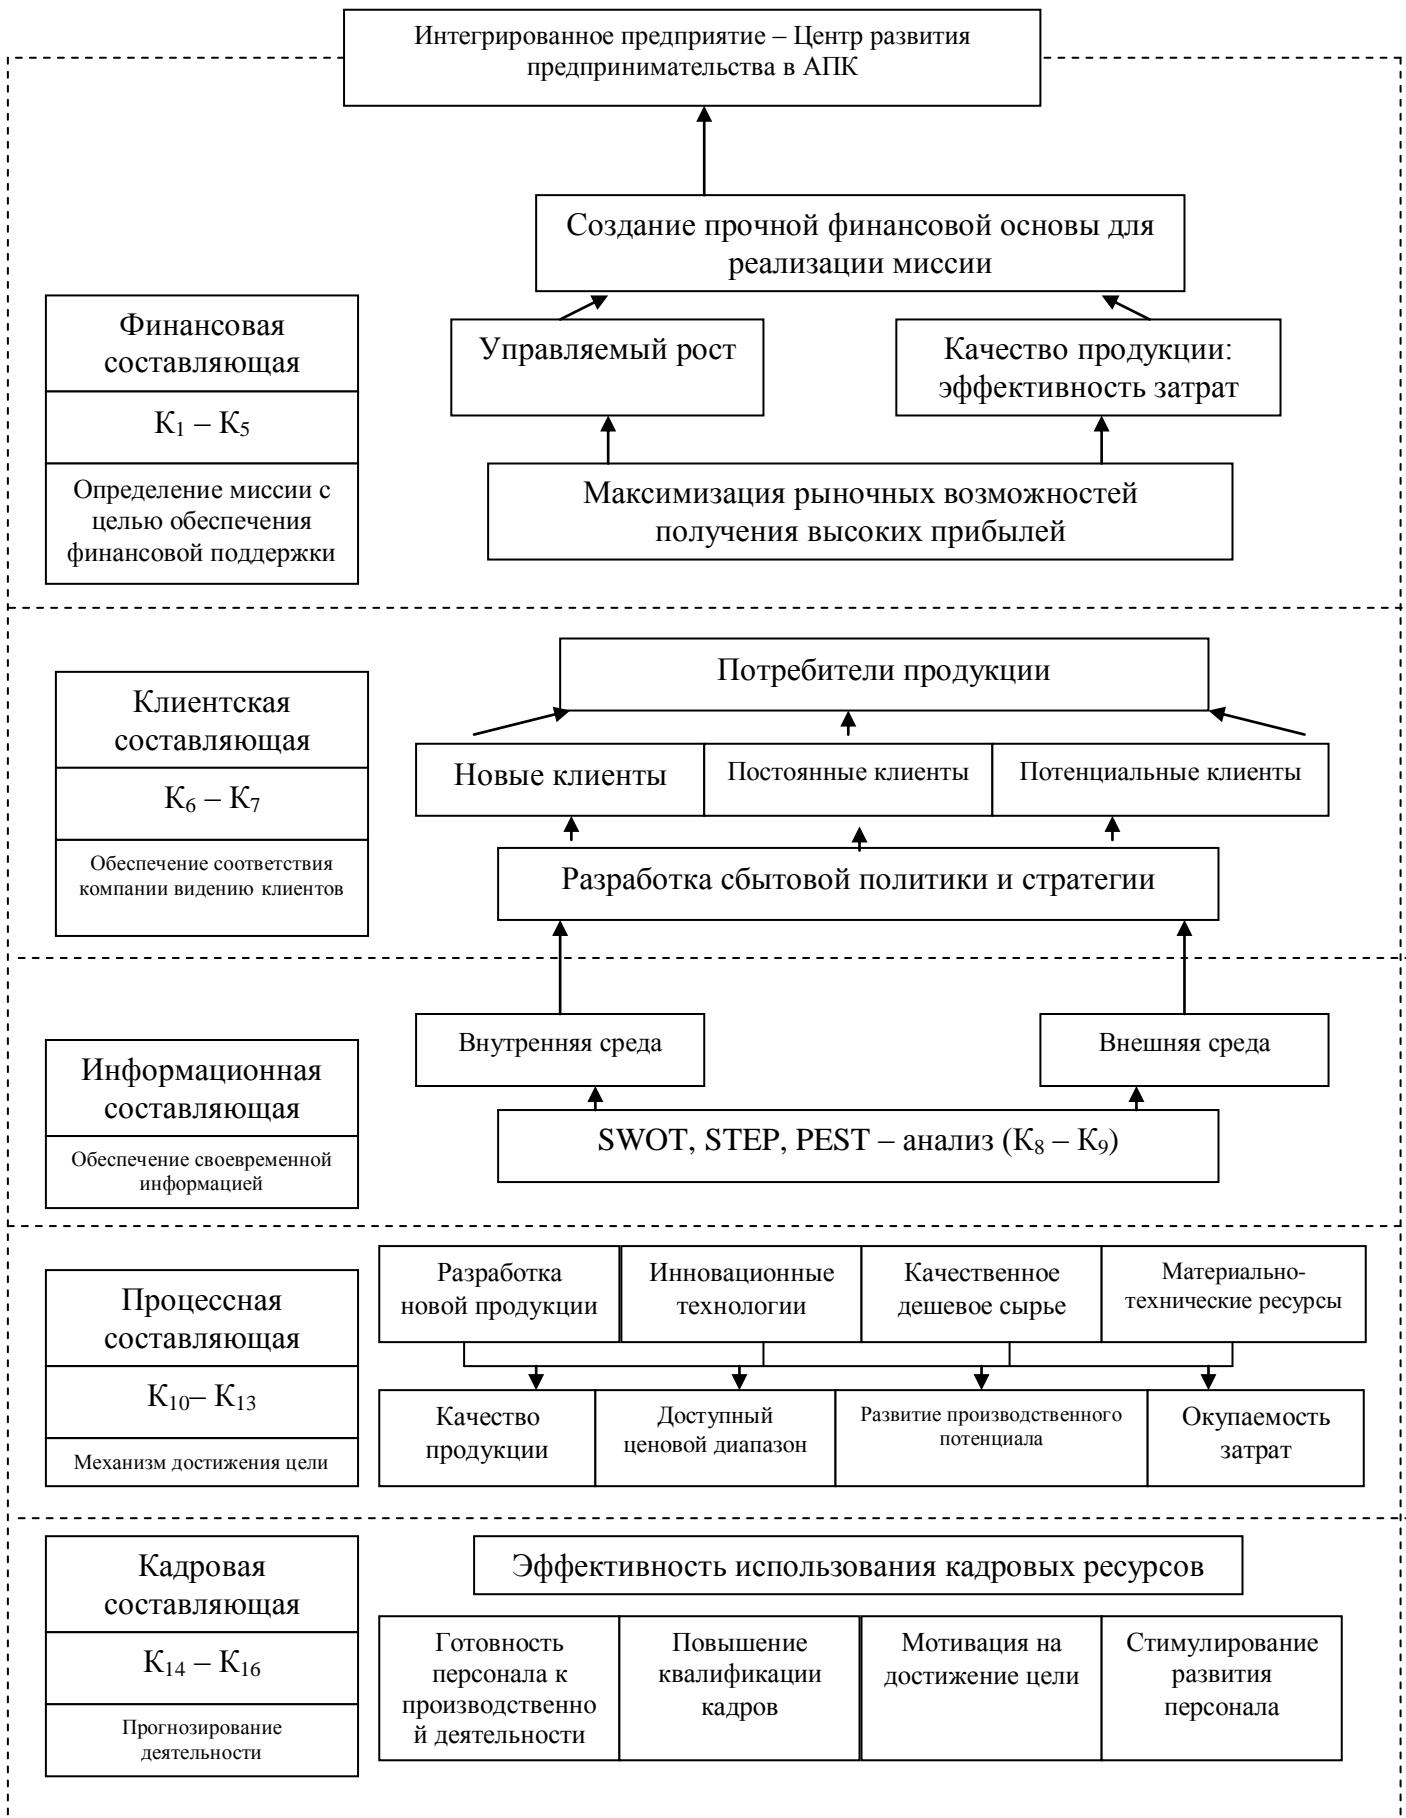 Интегрированное предприятие – Центр развития
предпринимательства в АПК
Создание прочной финансовой основы для
реализации миссии
Финансовая
составляющая
К₁ – К₅
Определение миссии с
целью обеспечения
финансовой поддержки
Управляемый рост
Качество продукции:
эффективность затрат
Максимизация рыночных возможностей
получения высоких прибылей
Клиентская
составляющая
К₆ – К₇
Обеспечение соответствия
компании видению клиентов
Потребители продукции
Новые клиенты
Постоянные клиенты
Потенциальные клиенты
Разработка сбытовой политики и стратегии
Информационная
составляющая
Обеспечение своевременной
информацией
Внутренняя среда
Внешняя среда
SWOT, STEP, PEST – анализ (К₈ – К₉)
Процессная
составляющая
К₁₀– К₁₃
Механизм достижения цели
Разработка
новой продукции
Инновационные
технологии
Качественное
дешевое сырье
Материально-
технические ресурсы
Качество
продукции
Доступный
ценовой диапазон
Развитие производственного
потенциала
Окупаемость
затрат
Кадровая
составляющая
К₁₄ – К₁₆
Прогнозирование
деятельности
Эффективность использования кадровых ресурсов
Готовность
персонала к
производственно
й деятельности
Повышение
квалификации
кадров
Мотивация на
достижение цели
Стимулирование
развития
персонала